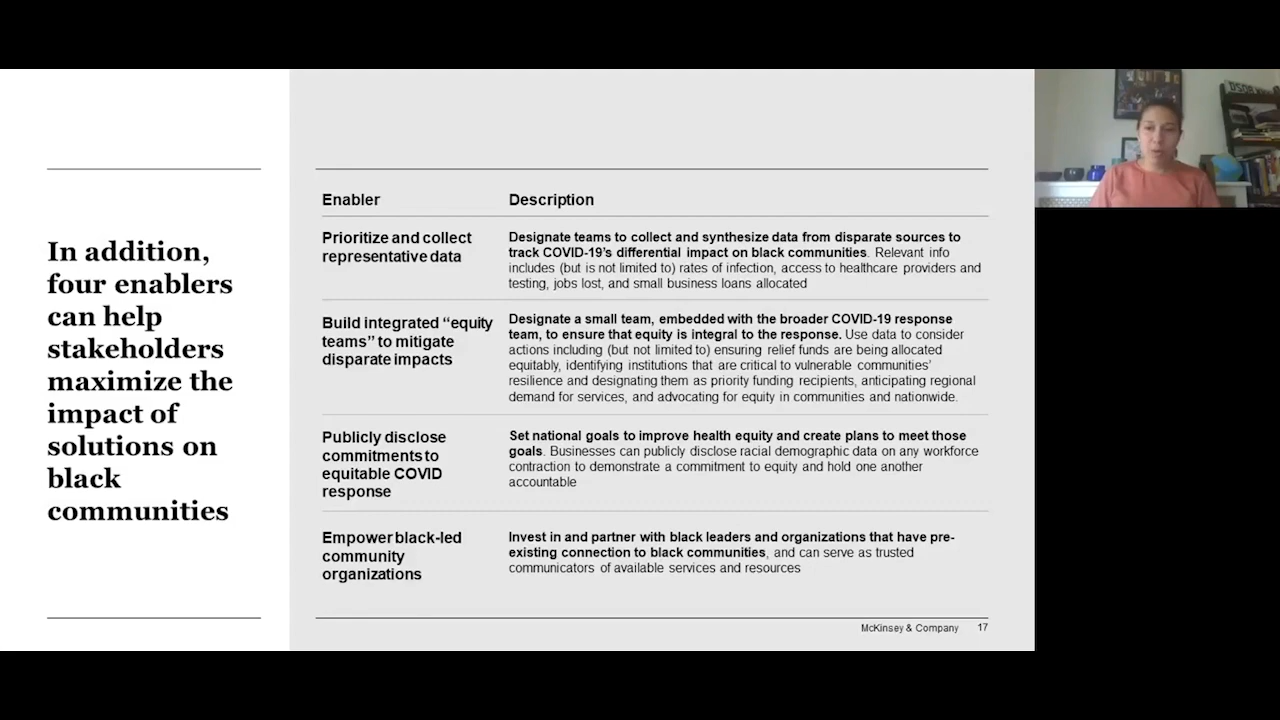 In addition,
four enablers
can help
stakeholders
maximize the
impact of
solutions on
black
communities
Enabler
Description
Prioritize and collect
representative data
Designate teams to collect and synthesize data from disparate sources to
track COVID-19's differential impact on black communities. Relevant info
includes (but is not limited to) rates of infection, access to healthcare providers and
testing, jobs lost, and small business loans allocated
Build integrated “equity
teams” to mitigate
disparate impacts
Designate a small team, embedded with the broader COVID-19 response
team, to ensure that equity is integral to the response. Use data to consider
actions including (but not limited to) ensuring relief funds are being allocated
equitably, identifying institutions that are critical to vulnerable communities'
resilience and designating them as priority funding recipients, anticipating regional
demand for services, and advocating for equity in communities and nationwide.
Publicly disclose
commitments to
equitable COVID
response
Set national goals to improve health equity and create plans to meet those
goals. Businesses can publicly disclose racial demographic data on any workforce
contraction to demonstrate a commitment to equity and hold one another
accountable
Empower black-led
community
organizations
Invest in and partner with black leaders and organizations that have pre-
existing connection to black communities, and can serve as trusted
communicators of available services and resources
McKinsey & Company 17